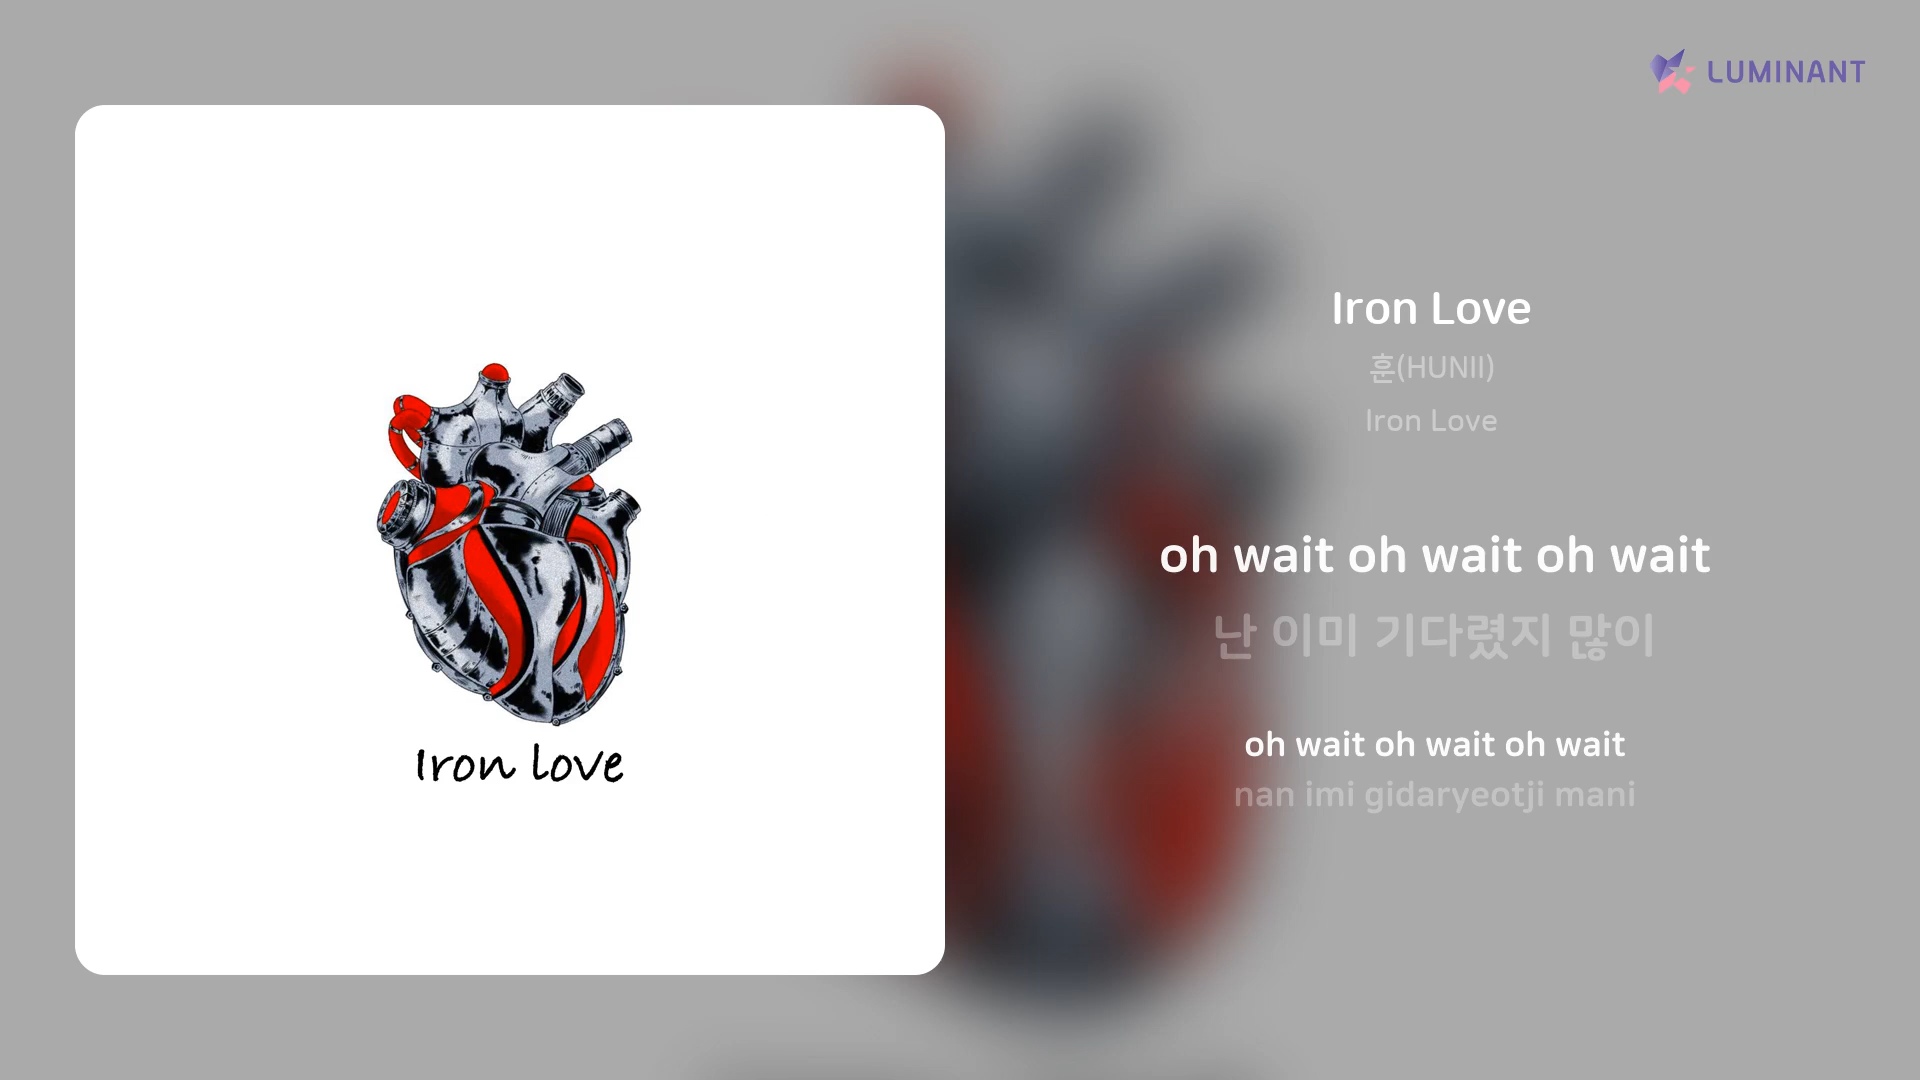 LUMINANT
Iron love
Iron Love
훈(HUNII)
Iron Love
oh wait oh wait oh wait
난 이미 기다렸지 많이
oh wait oh wait oh wait
nan imi gidaryeotji mani